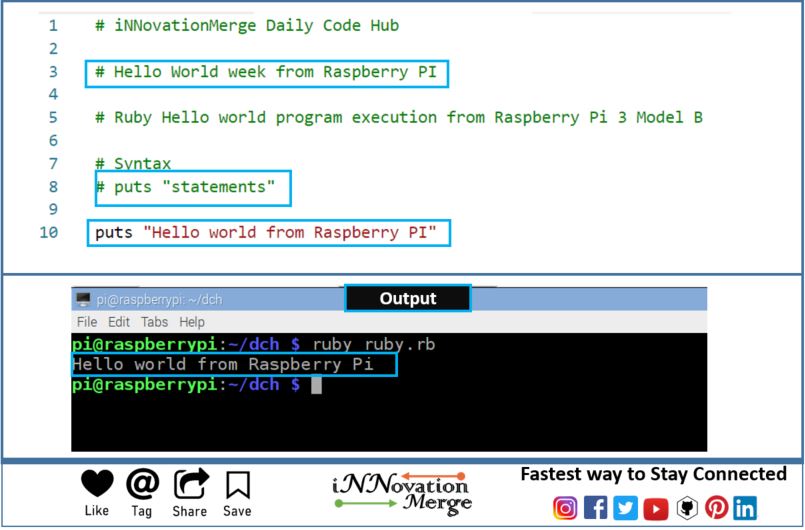 1 # iNNovationMerge Daily Code Hub
2
3 # Hello World week from Raspberry PI
4
5 # Ruby Hello world program execution from Raspberry Pi 3 Model B
6
7 # Syntax
8 # puts "statements"
9
10 puts "Hello world from Raspberry PI"
Output
pi@raspberrypi: ~/dch
File Edit Tabs Help
pi@raspberrypi:~/dch $ ruby ruby.rb
Hello world from Raspberry Pi
pi@raspberrypi:~/dch $
Like Tag Share Save
iNNovation
Merge
Fastest way to Stay Connected